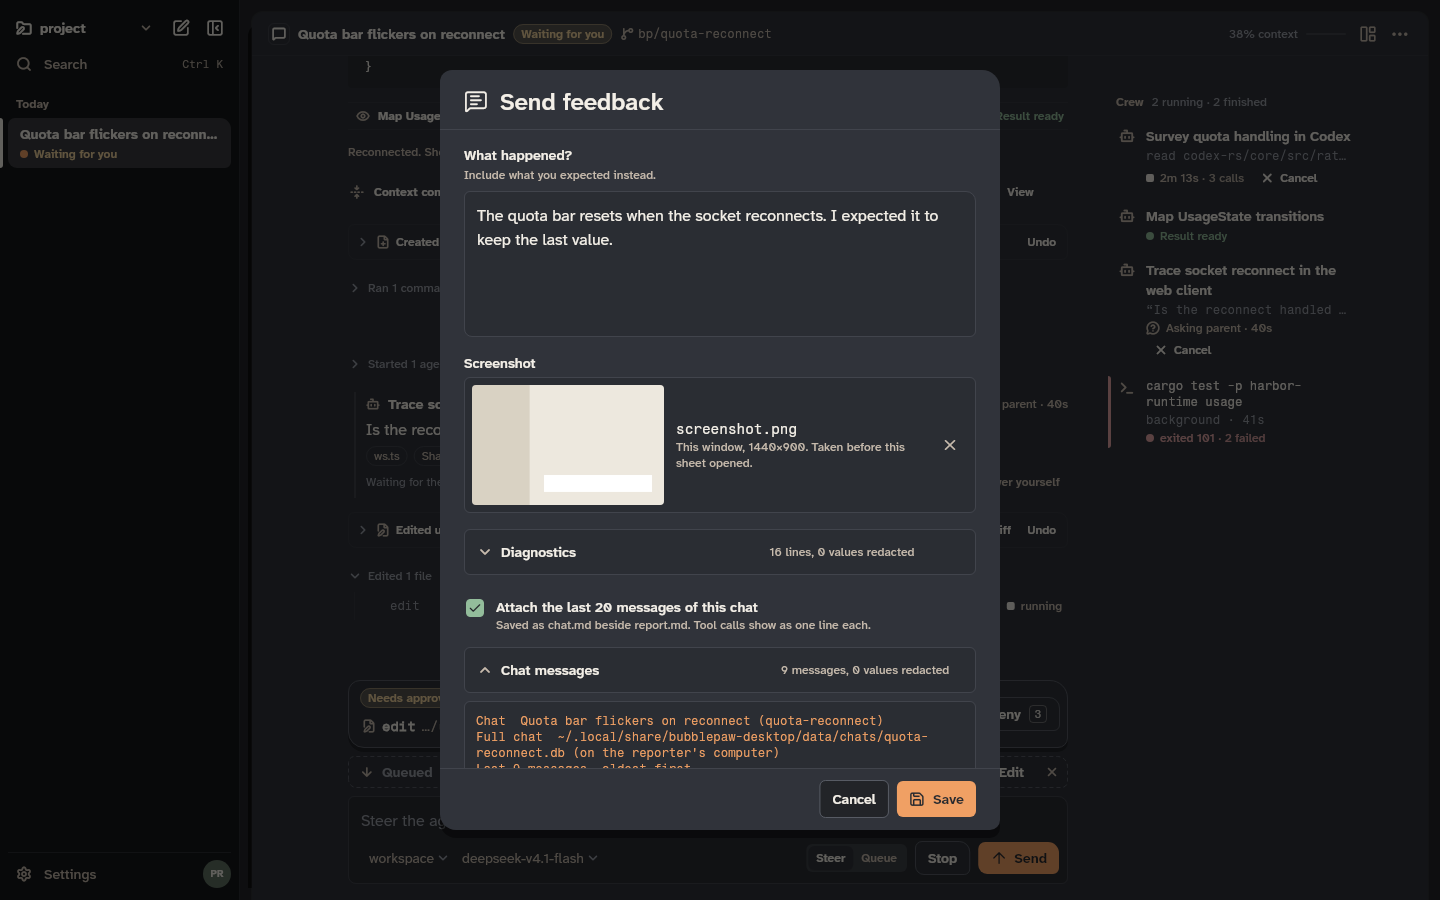 project
Search
Ctrl K
Today
Quota bar flickers on reconn…
Waiting for you
Settings
PR
Quota bar flickers on reconnect
Waiting for you
bp/quota-reconnect
38% context
}
Map Usage
Result ready
Reconnected. Sh
Context con
View
Created
Undo
Ran 1 comma
Started 1 age
Trace so
parent · 40s
Is the reco
ws.ts
Sha
Waiting for the
er yourself
Edited u
iff
Undo
Edited 1 file
edit
running
Needs approv
edit …/
eny
3
Queued
Edit
Steer the ag
workspace
deepseek-v4.1-flash
Steer
Queue
Stop
Send
Send feedback
What happened?
Include what you expected instead.
The quota bar resets when the socket reconnects. I expected it to
keep the last value.
Screenshot
screenshot.png
This window, 1440×900. Taken before this
sheet opened.
Diagnostics
16 lines, 0 values redacted
Attach the last 20 messages of this chat
Saved as chat.md beside report.md. Tool calls show as one line each.
Chat messages
9 messages, 0 values redacted
Chat  Quota bar flickers on reconnect (quota-reconnect)
Full chat  ~/.local/share/bubblepaw-desktop/data/chats/quota-
reconnect.db (on the reporter's computer)
Last 9 messages, oldest first
Cancel
Save
Crew
2 running · 2 finished
Survey quota handling in Codex
read codex-rs/core/src/rat…
2m 13s · 3 calls
Cancel
Map UsageState transitions
Result ready
Trace socket reconnect in the
web client
“Is the reconnect handled …
Asking parent · 40s
Cancel
cargo test -p harbor-
runtime usage
background · 41s
exited 101 · 2 failed